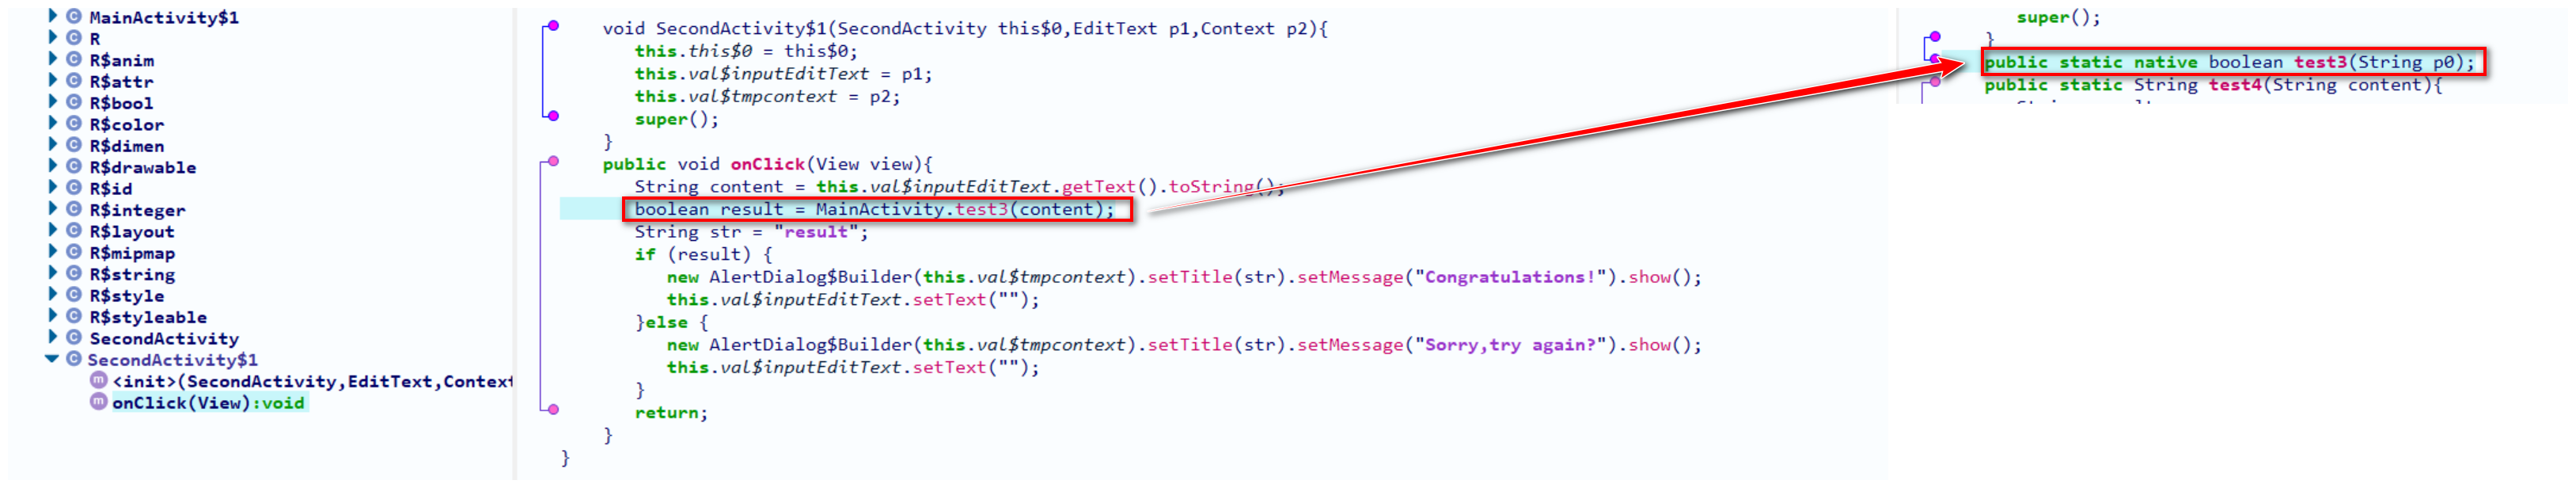 MainActivity$1
R
R$anim
R$attr
R$bool
R$color
R$dimen
R$drawable
R$id
R$integer
R$layout
R$mipmap
R$string
R$style
R$styleable
SecondActivity
SecondActivity$1
<init>(SecondActivity,EditText,Context
onClick(View):void
void SecondActivity$1(SecondActivity this$0,EditText p1,Context p2){
this.this$0 = this$0;
this.val$inputEditText = p1;
this.val$tmpcontext = p2;
super();
}
public void onClick(View view){
String content = this.val$inputEditText.getText().toString();
boolean result = MainActivity.test3(content);
String str = "result";
if (result) {
new AlertDialog$Builder(this.val$tmpcontext).setTitle(str).setMessage("Congratulations!").show();
this.val$inputEditText.setText("");
}else {
new AlertDialog$Builder(this.val$tmpcontext).setTitle(str).setMessage("Sorry,try again?").show();
this.val$inputEditText.setText("");
}
return;
}
}
super();
}
public static native boolean test3(String p0);
public static String test4(String content){